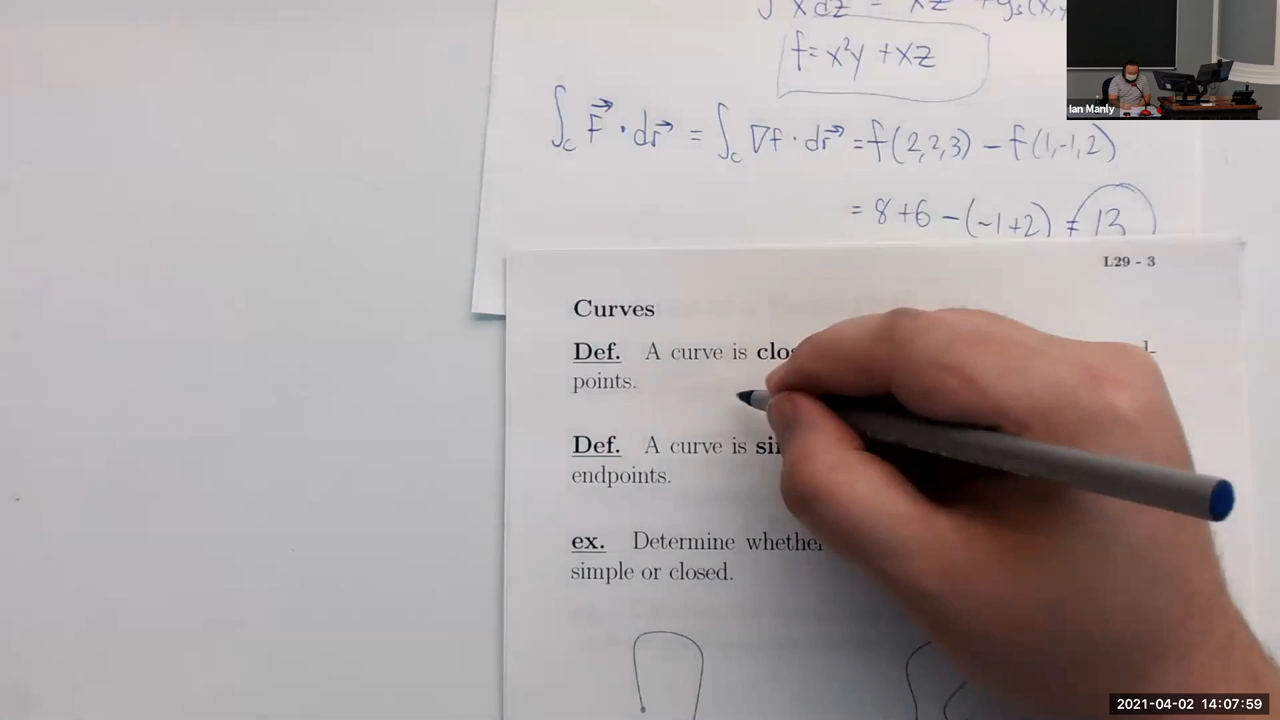 f = x²y + xz
∫_C F⃗ · dr⃗ = ∫_C ∇f · dr⃗ = f(2,2,3) − f(1,-1,2)
= 8+6 − (-1+2) = 13
L29 - 3
Curves
Def. A curve is
points.
Def. A curve is
endpoints.
ex. Determine whether
simple or closed.
Ian Manly
2021-04-02 14:07:59